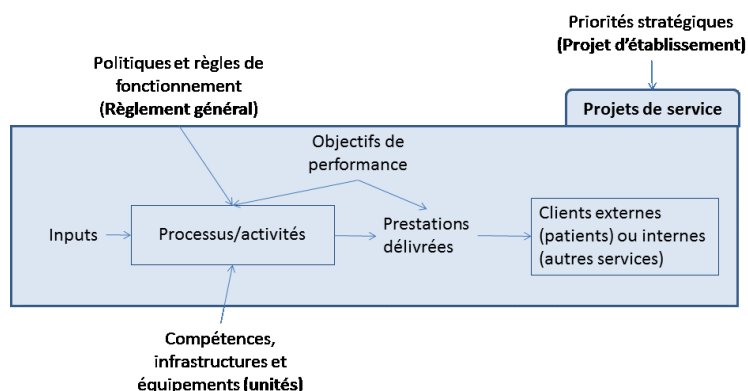 Priorités stratégiques
(Projet d'établissement)
Politiques et règles de
fonctionnement
(Règlement général)
Projets de service
Objectifs de
performance
Inputs
Processus/activités
Prestations
délivrées
Clients externes
(patients) ou internes
(autres services)
Compétences,
infrastructures et
équipements (unités)